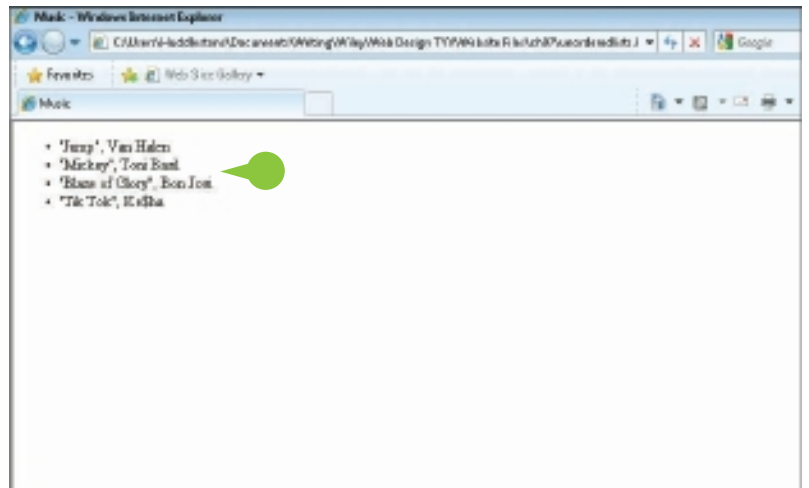 Music - Windows Internet Explorer
Google
Favorites Web Slice Gallery
Music
"Jump", Van Halen
"Mickey", Toni Basil
"Blaze of Glory", Bon Jovi
"Tik Tok", Ke$ha